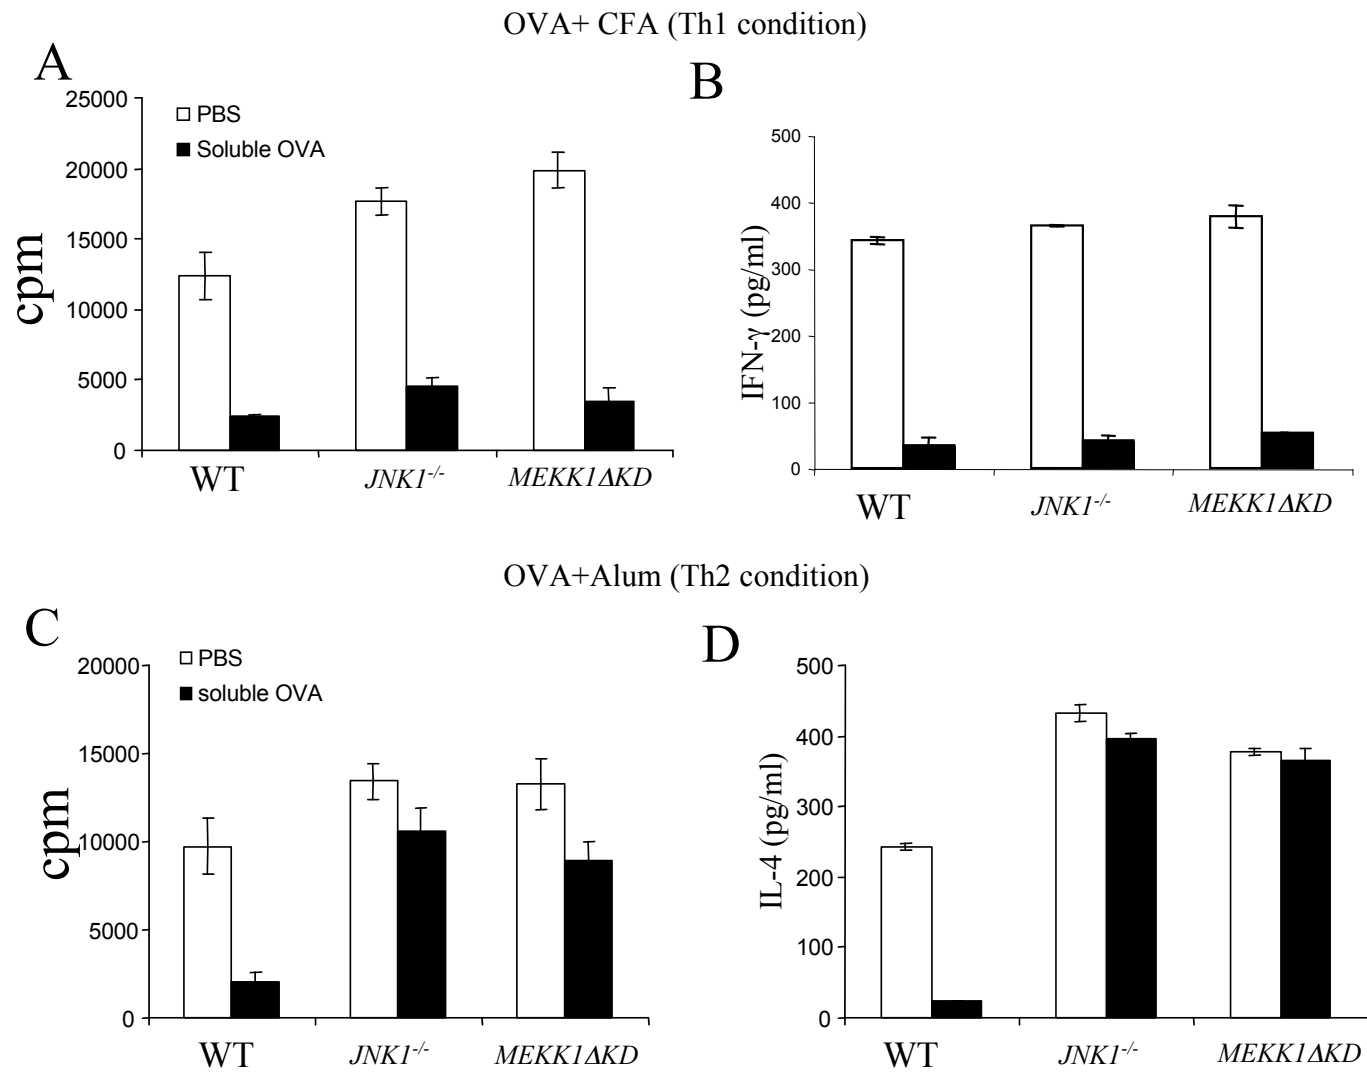 OVA+ CFA (Th1 condition)
A
25000
20000
15000
10000
5000
0
cpm
PBS
Soluble OVA
WT
JNK1-/-
MEKK1ΔKD
B
500
400
300
200
100
0
IFN-γ (pg/ml)
WT
JNK1-/-
MEKK1ΔKD
OVA+Alum (Th2 condition)
C
20000
15000
10000
5000
0
cpm
PBS
soluble OVA
WT
JNK1-/-
MEKK1ΔKD
D
500
400
300
200
100
0
IL-4 (pg/ml)
WT
JNK1-/-
MEKK1ΔKD